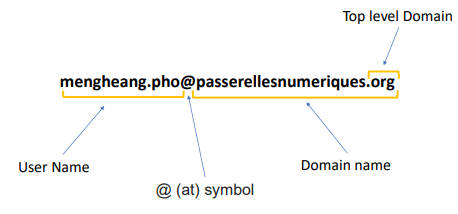 Top level Domain
mengheang.pho@passerellesnumeriques.org
User Name
Domain name
@ (at) symbol